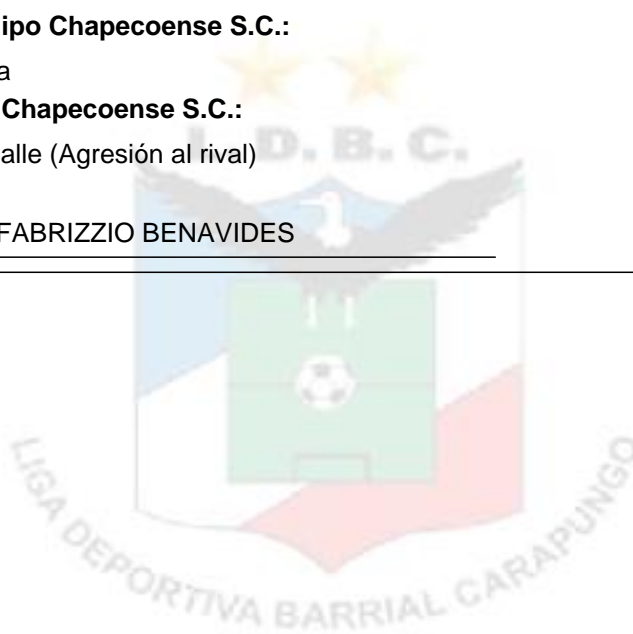 ipo Chapecoense S.C.:
a
Chapecoense S.C.:
alle (Agresión al rival)
L. D. B. C.
FABRIZZIO BENAVIDES
LIGA DEPORTIVA BARRIAL CARAPUNGO